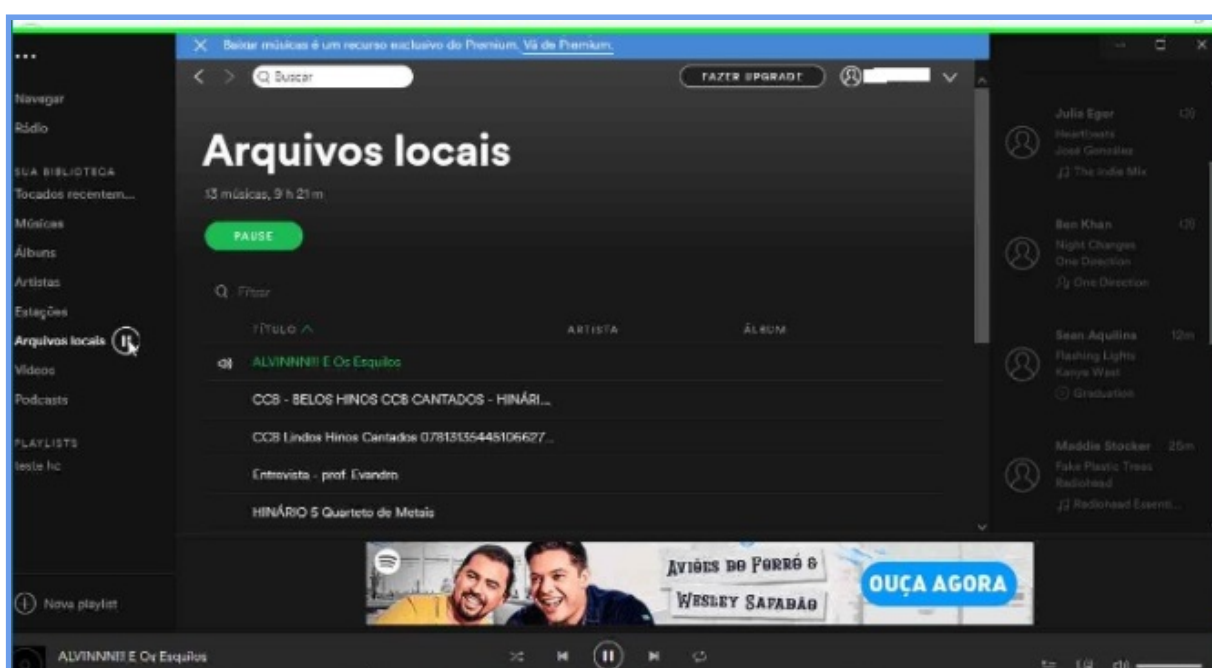 Baixar músicas é um recurso exclusivo do Premium. Vá de Premium.
Buscar
FAZER UPGRADE
Navegar
Rádio
SUA BIBLIOTECA
Tocados recentem...
Músicas
Álbuns
Artistas
Estações
Arquivos locais
Vídeos
Podcasts
PLAYLISTS
teste hc
Nova playlist
Arquivos locais
13 músicas, 9 h 21 m
PAUSE
Filtrar
TÍTULO ARTISTA ÁLBUM
ALVINNN!!! E Os Esquilos
CCB - BELOS HINOS CCB CANTADOS - HINÁRI...
CCB Lindos Hinos Cantados
Entrevista - prof. Evandro
HINÁRIO 5 Quarteto de Metais
Julia Eger
Heartbeats
José González
The Indie Mix
Ben Khan
Night Changes
One Direction
One Direction
Sean Aquilina 12m
Flashing Lights
Kanye West
Graduation
Maddie Stocker 25m
Fake Plastic Trees
Radiohead
Radiohead Essenti...
AVIÕES DO FORRÓ &
WESLEY SAFADÃO
OUÇA AGORA
ALVINNN!!! E Os Esquilos